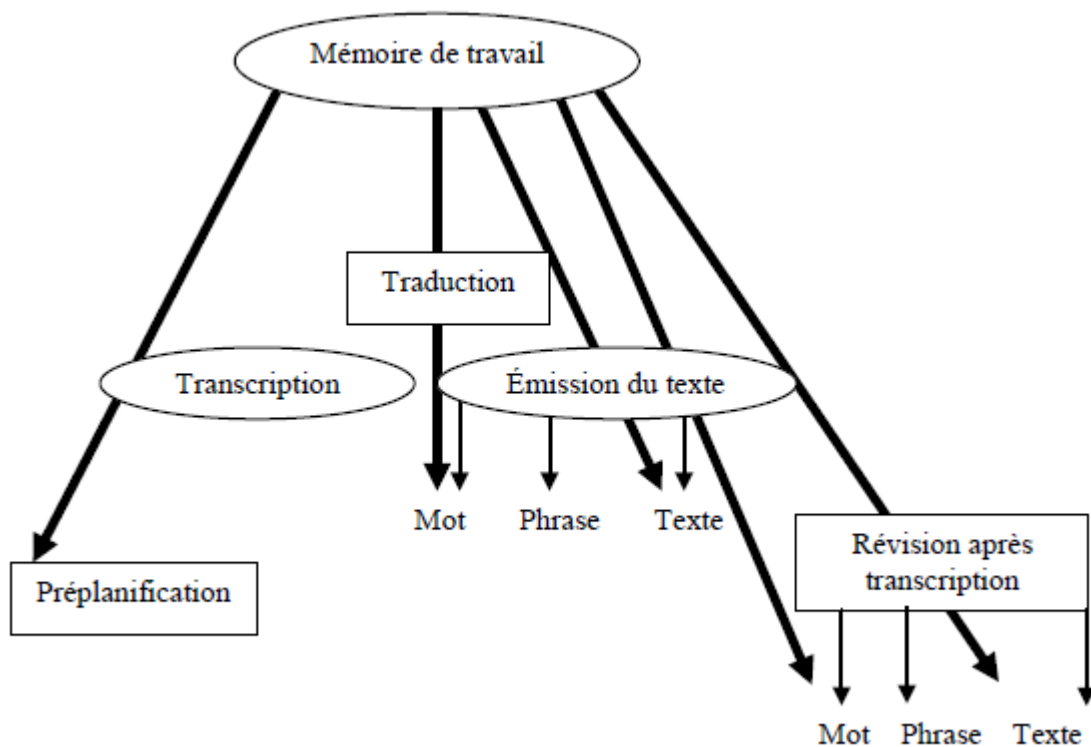 Mémoire de travail
Traduction
Transcription
Émission du texte
Mot Phrase Texte
Révision après
transcription
Préplanification
Mot Phrase Texte